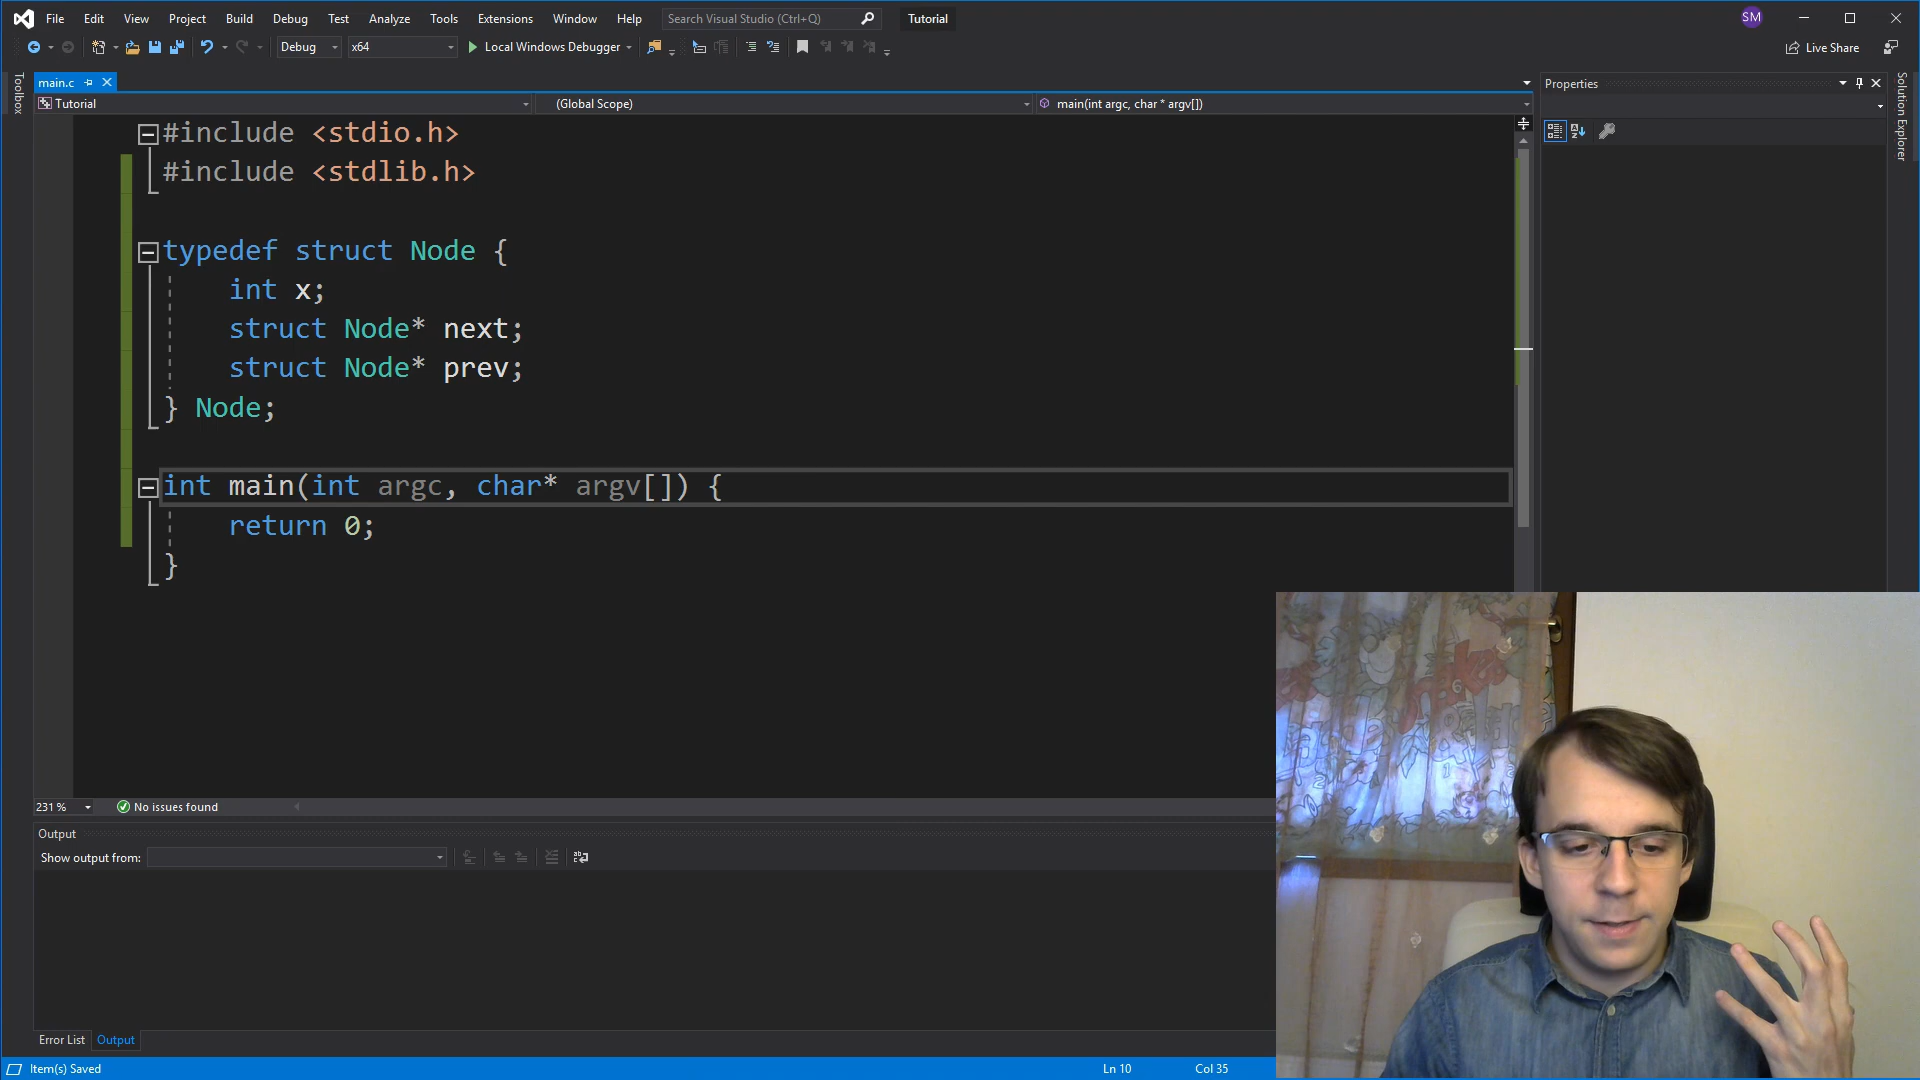 File Edit View Project Build Debug Test Analyze Tools Extensions Window Help Search Visual Studio (Ctrl+Q) Tutorial SM
Debug x64 Local Windows Debugger Live Share
Toolbox
main.c
Properties
Solution Explorer
Tutorial (Global Scope) main(int argc, char * argv[])
#include <stdio.h>
#include <stdlib.h>
typedef struct Node {
int x;
struct Node* next;
struct Node* prev;
} Node;
int main(int argc, char* argv[]) {
return 0;
}
231 % No issues found
Output
Show output from:
Error List Output
Item(s) Saved Ln 10 Col 35